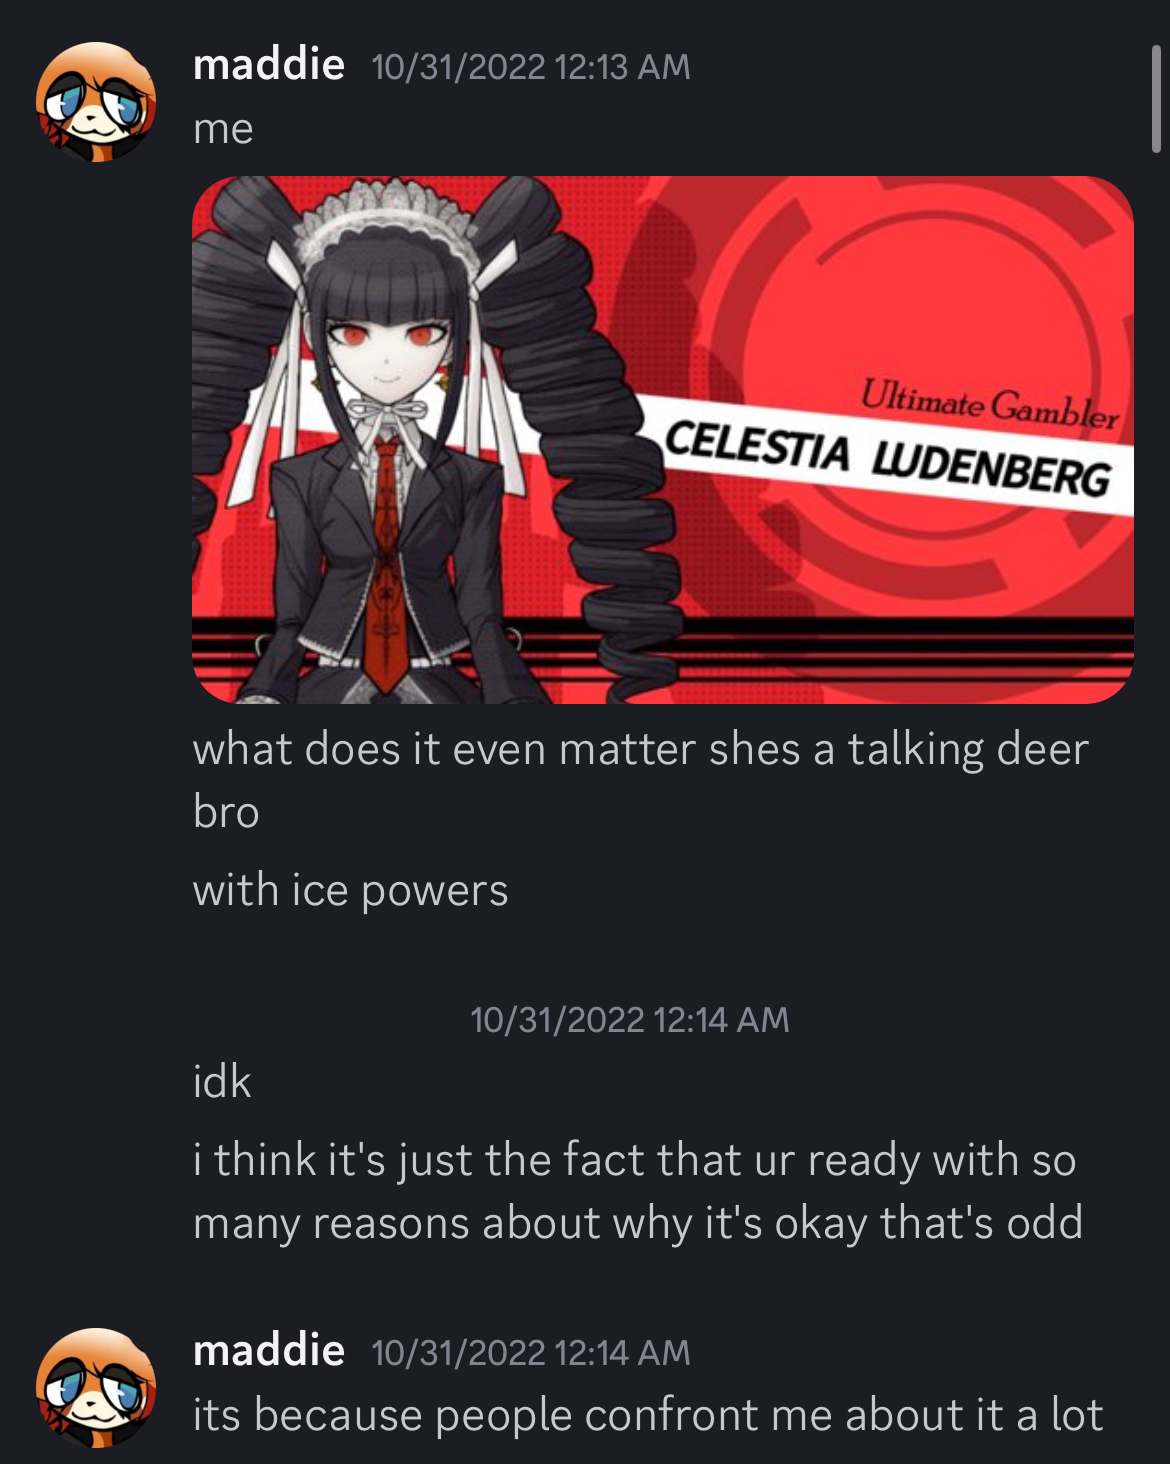 maddie 10/31/2022 12:13 AM
me
Ultimate Gambler
CELESTIA LUDENBERG
what does it even matter shes a talking deer
bro
with ice powers
10/31/2022 12:14 AM
idk
i think it's just the fact that ur ready with so
many reasons about why it's okay that's odd
maddie 10/31/2022 12:14 AM
its because people confront me about it a lot